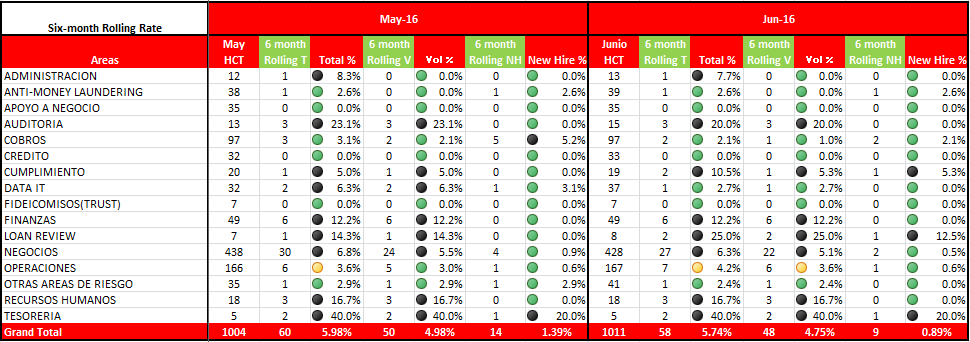 Six-month Rolling Rate May-16 Jun-16
Areas May HCT 6 month Rolling T Total % 6 month Rolling V Vol % 6 month Rolling NH New Hire % Junio HCT 6 month Rolling T Total % 6 month Rolling V Vol % 6 month Rolling NH New Hire %
ADMINISTRACION 12 1 8.3% 0 0.0% 0 0.0% 13 1 7.7% 0 0.0% 0 0.0%
ANTI-MONEY LAUNDERING 38 1 2.6% 0 0.0% 1 2.6% 39 1 2.6% 0 0.0% 1 2.6%
APOYO A NEGOCIO 35 0 0.0% 0 0.0% 0 0.0% 35 0 0.0% 0 0.0% 0 0.0%
AUDITORIA 13 3 23.1% 3 23.1% 0 0.0% 15 3 20.0% 3 20.0% 0 0.0%
COBROS 97 3 3.1% 2 2.1% 5 5.2% 97 2 2.1% 1 1.0% 2 2.1%
CREDITO 32 0 0.0% 0 0.0% 0 0.0% 33 0 0.0% 0 0.0% 0 0.0%
CUMPLIMIENTO 20 1 5.0% 1 5.0% 0 0.0% 19 2 10.5% 1 5.3% 1 5.3%
DATA IT 32 2 6.3% 2 6.3% 1 3.1% 37 1 2.7% 1 2.7% 0 0.0%
FIDEICOMISOS(TRUST) 7 0 0.0% 0 0.0% 0 0.0% 7 0 0.0% 0 0.0% 0 0.0%
FINANZAS 49 6 12.2% 6 12.2% 0 0.0% 49 6 12.2% 6 12.2% 0 0.0%
LOAN REVIEW 7 1 14.3% 1 14.3% 0 0.0% 8 2 25.0% 2 25.0% 1 12.5%
NEGOCIOS 438 30 6.8% 24 5.5% 4 0.9% 428 27 6.3% 22 5.1% 2 0.5%
OPERACIONES 166 6 3.6% 5 3.0% 1 0.6% 167 7 4.2% 6 3.6% 1 0.6%
OTRAS AREAS DE RIESGO 35 1 2.9% 1 2.9% 1 2.9% 41 1 2.4% 1 2.4% 0 0.0%
RECURSOS HUMANOS 18 3 16.7% 3 16.7% 0 0.0% 18 3 16.7% 3 16.7% 0 0.0%
TESORERIA 5 2 40.0% 2 40.0% 1 20.0% 5 2 40.0% 2 40.0% 1 20.0%
Grand Total 1004 60 5.98% 50 4.98% 14 1.39% 1011 58 5.74% 48 4.75% 9 0.89%